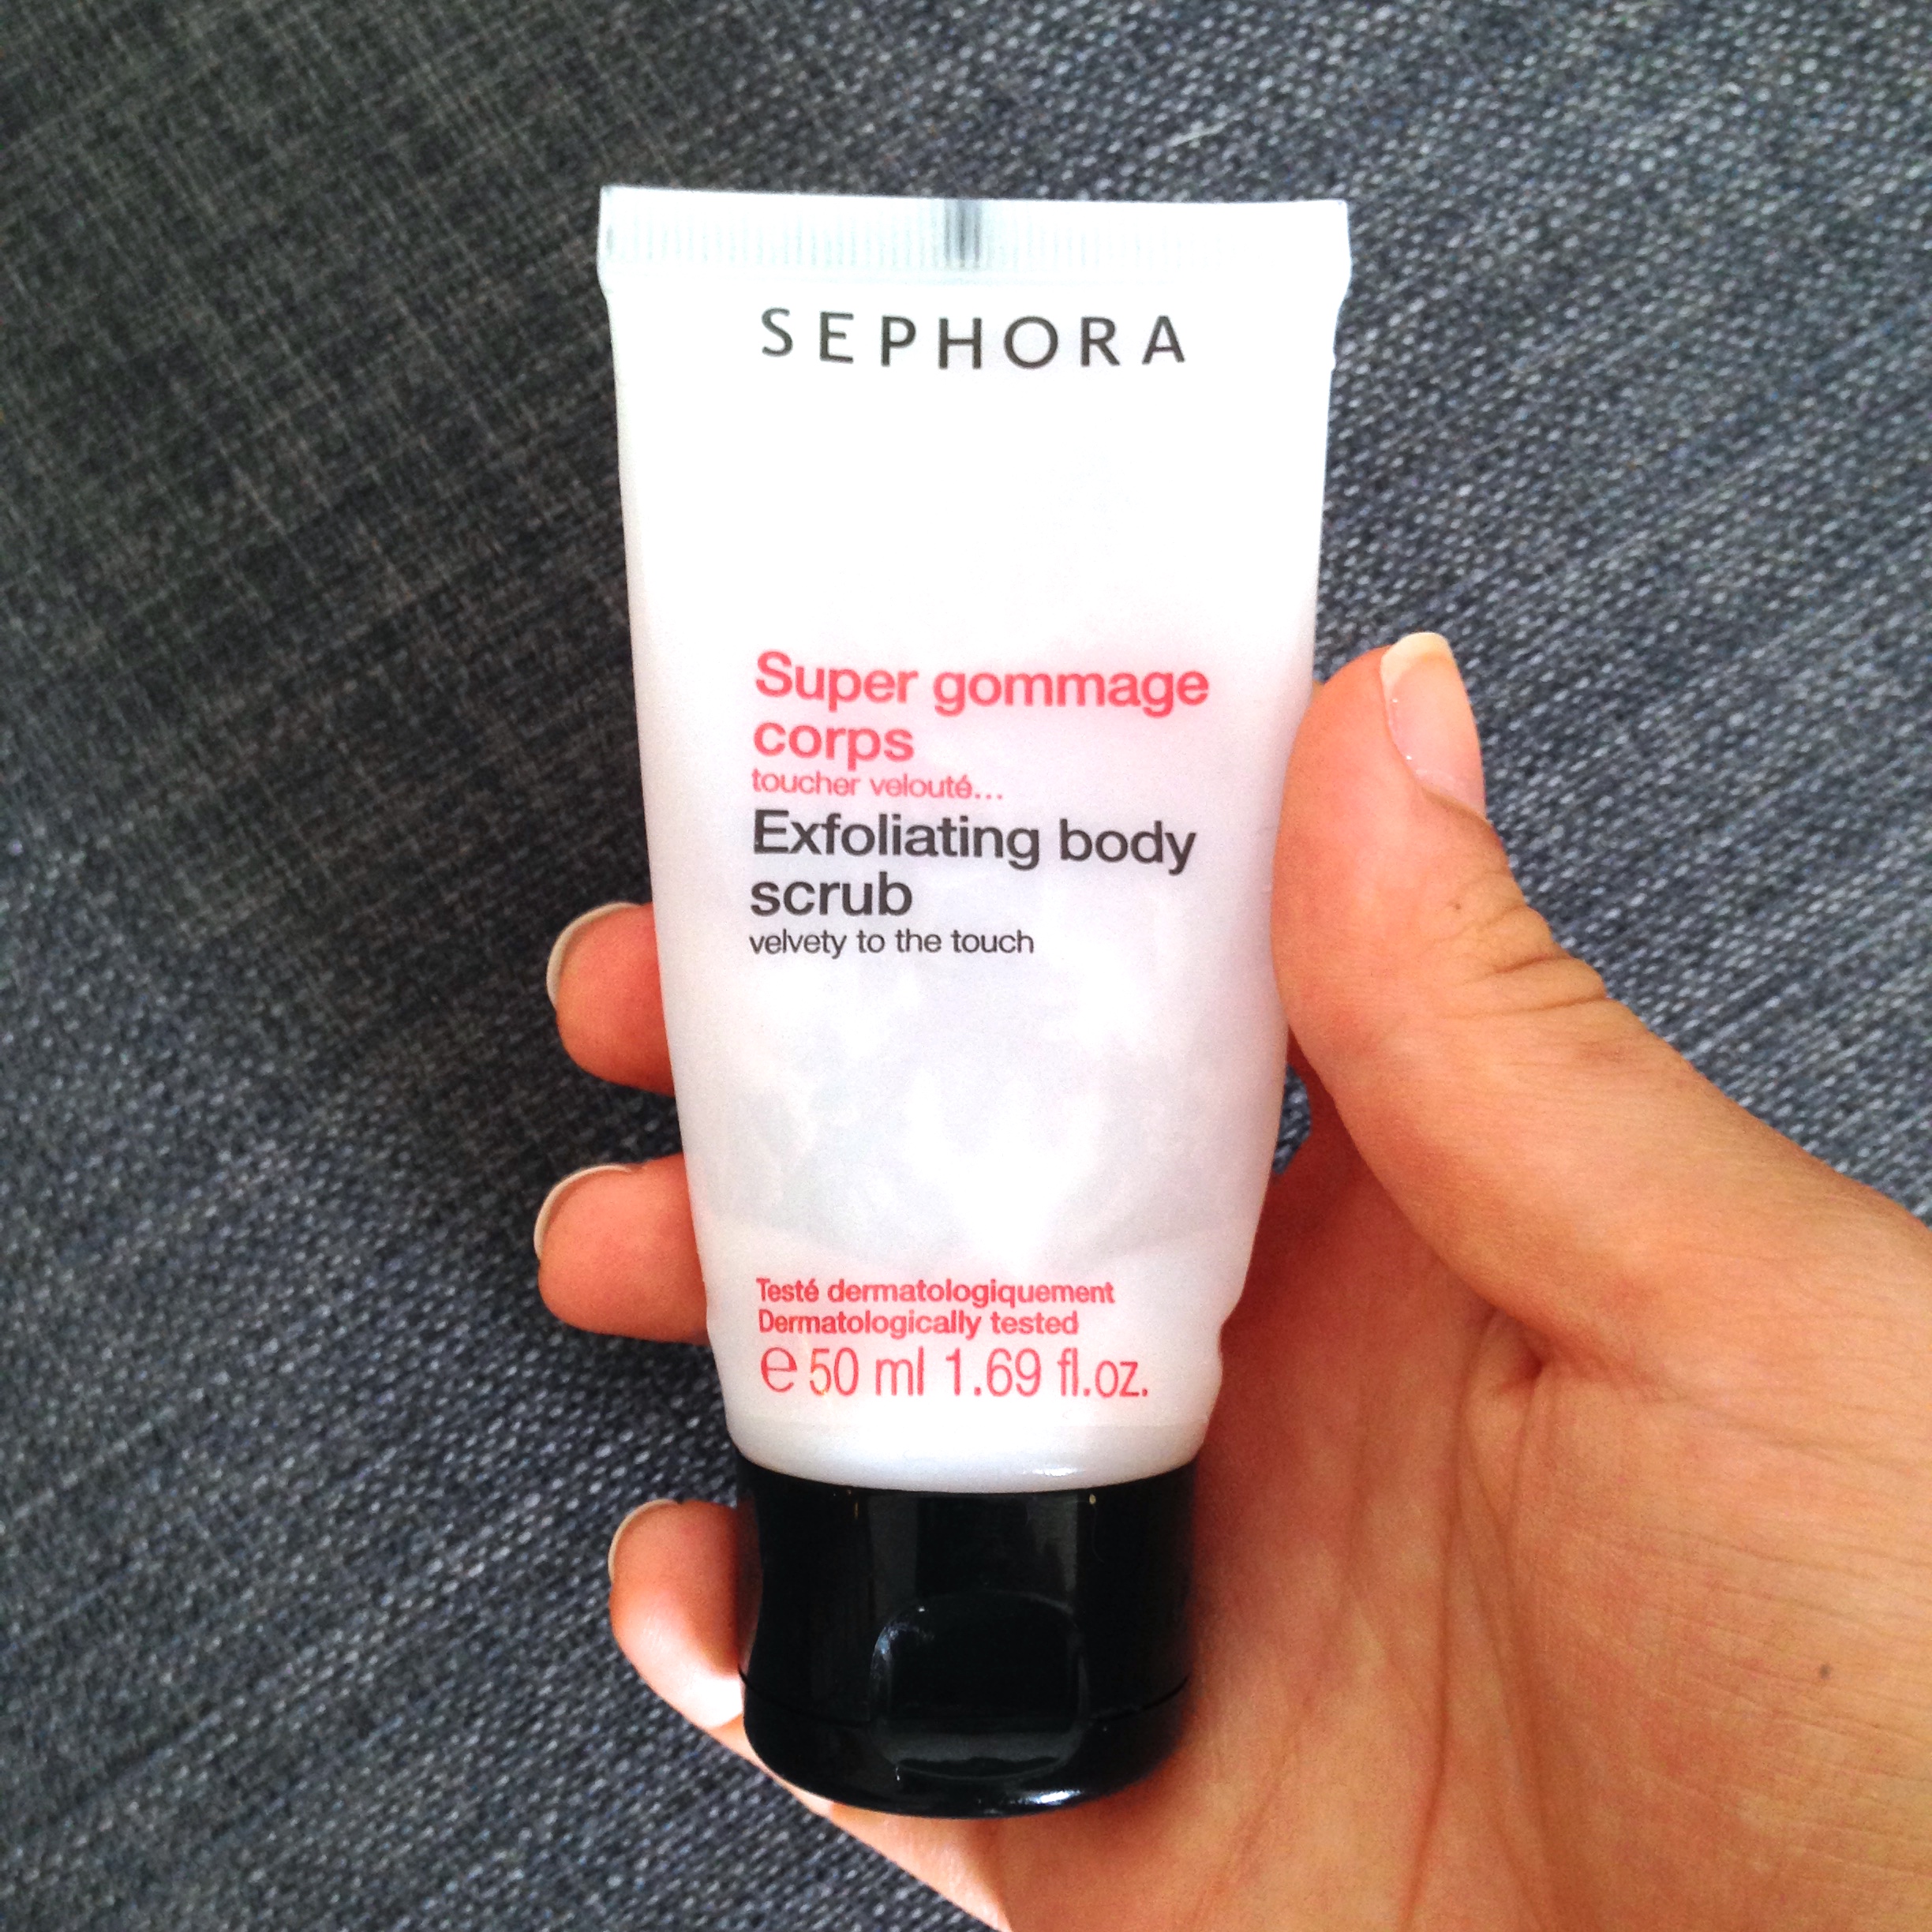 SEPHORA
Super gommage
corps
toucher velouté...
Exfoliating body
scrub
velvety to the touch
Testé dermatologiquement
Dermatologically tested
℮ 50 ml 1.69 fl.oz.